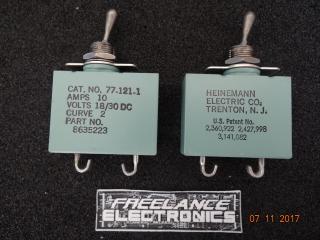 CAT. NO. 77-121-1
AMPS 10
VOLTS 18/30 DC
CURVE 2
PART NO.
8635223
HEINEMANN
ELECTRIC CO.
TRENTON, N.J.
U.S. Patent No.
2,360,922 2,427,998
3,141,082
FREELANCE
ELECTRONICS
07 11 2017